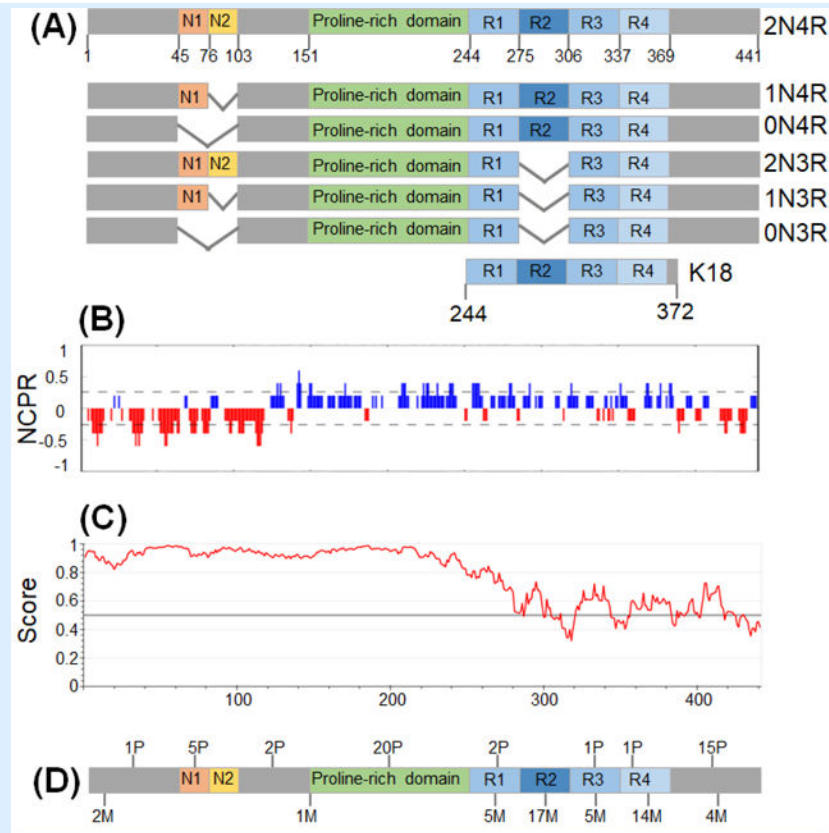 (A) N1 N2 Proline-rich domain R1 R2 R3 R4 2N4R
1 45 76 103 151 244 275 306 337 369 441
N1 Proline-rich domain R1 R2 R3 R4 1N4R
Proline-rich domain R1 R2 R3 R4 0N4R
N1 N2 Proline-rich domain R1 R3 R4 2N3R
N1 Proline-rich domain R1 R3 R4 1N3R
Proline-rich domain R1 R3 R4 0N3R
R1 R2 R3 R4 K18
244 372
(B)
NCPR
1
0.5
0
-0.5
-1
(C)
Score
1
0.8
0.6
0.4
0.2
0
100 200 300 400
1P 5P 2P 20P 2P 1P 1P 15P
(D) N1 N2 Proline-rich domain R1 R2 R3 R4
2M 1M 5M 17M 5M 14M 4M